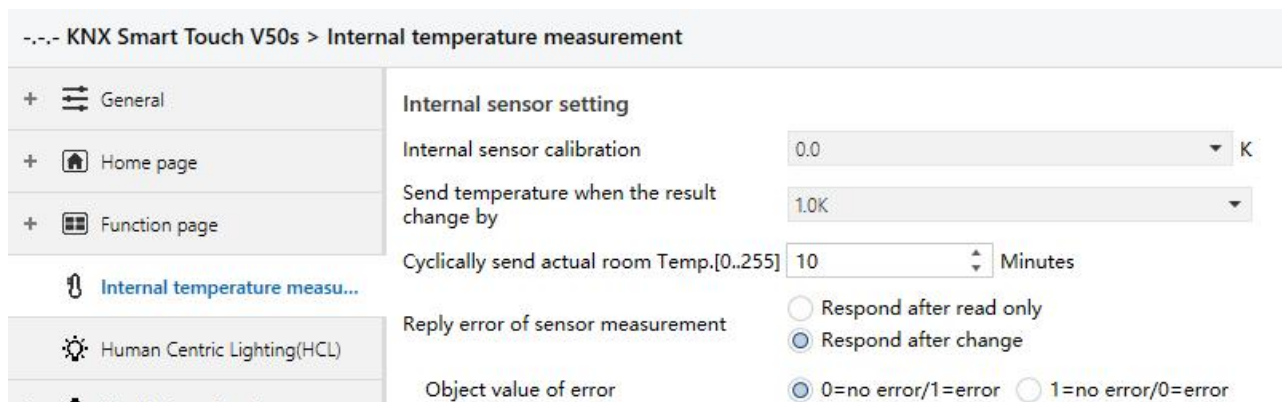 -.-.- KNX Smart Touch V50s > Internal temperature measurement
+ General
+ Home page
+ Function page
Internal temperature measu...
Human Centric Lighting(HCL)
Internal sensor setting
Internal sensor calibration 0.0 K
Send temperature when the result
change by 1.0K
Cyclically send actual room Temp.[0..255] 10 Minutes
Reply error of sensor measurement
Respond after read only
Respond after change
Object value of error 0=no error/1=error 1=no error/0=error